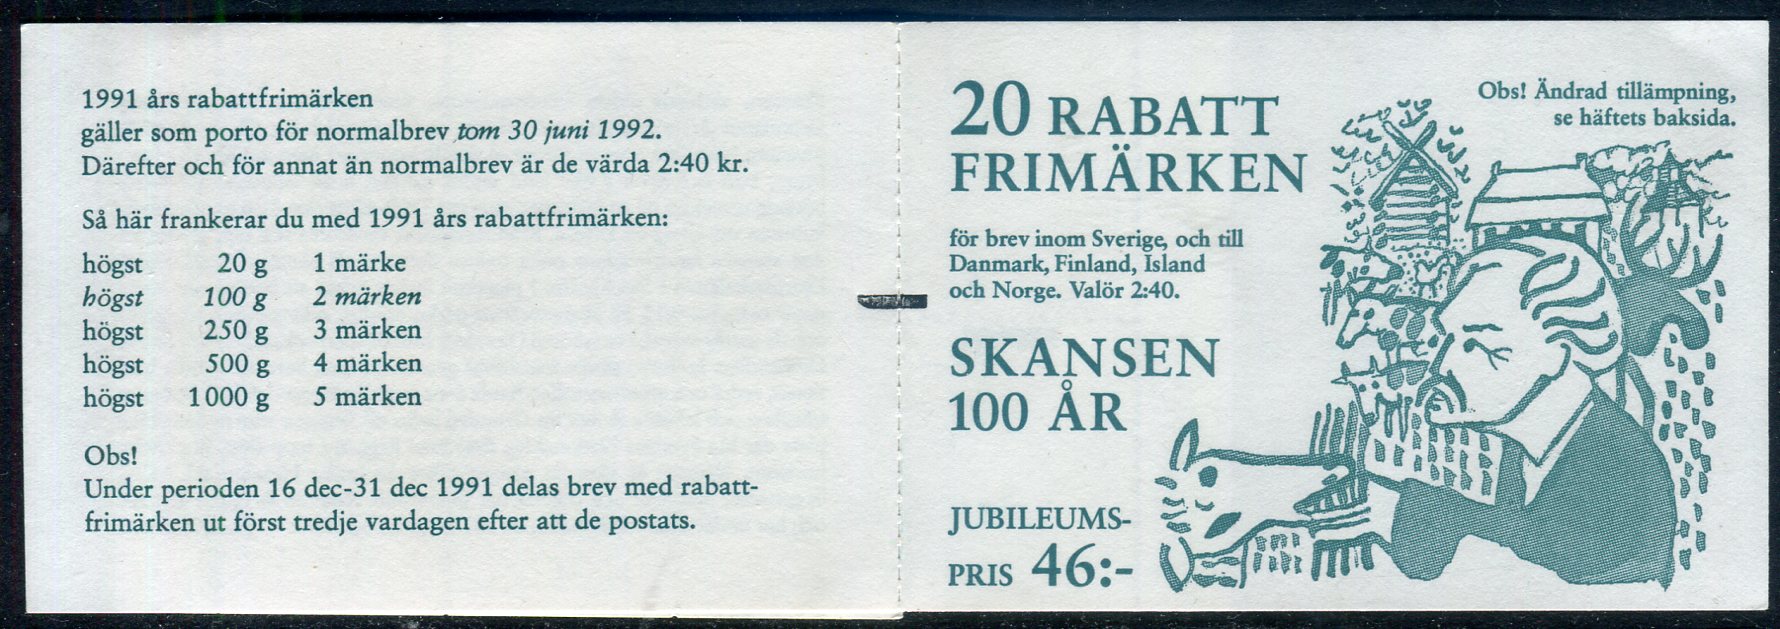 1991 års rabattfrimärken
gäller som porto för normalbrev tom 30 juni 1992.
Därefter och för annat än normalbrev är de värda 2:40 kr.
Så här frankerar du med 1991 års rabattfrimärken:
högst 20 g 1 märke
högst 100 g 2 märken
högst 250 g 3 märken
högst 500 g 4 märken
högst 1000 g 5 märken
Obs!
Under perioden 16 dec-31 dec 1991 delas brev med rabatt-
frimärken ut först tredje vardagen efter att de postats.
20 RABATT
FRIMÄRKEN
för brev inom Sverige, och till
Danmark, Finland, Island
och Norge. Valör 2:40.
SKANSEN
100 ÅR
JUBILEUMS-
PRIS 46:-
Obs! Ändrad tillämpning,
se häftets baksida.